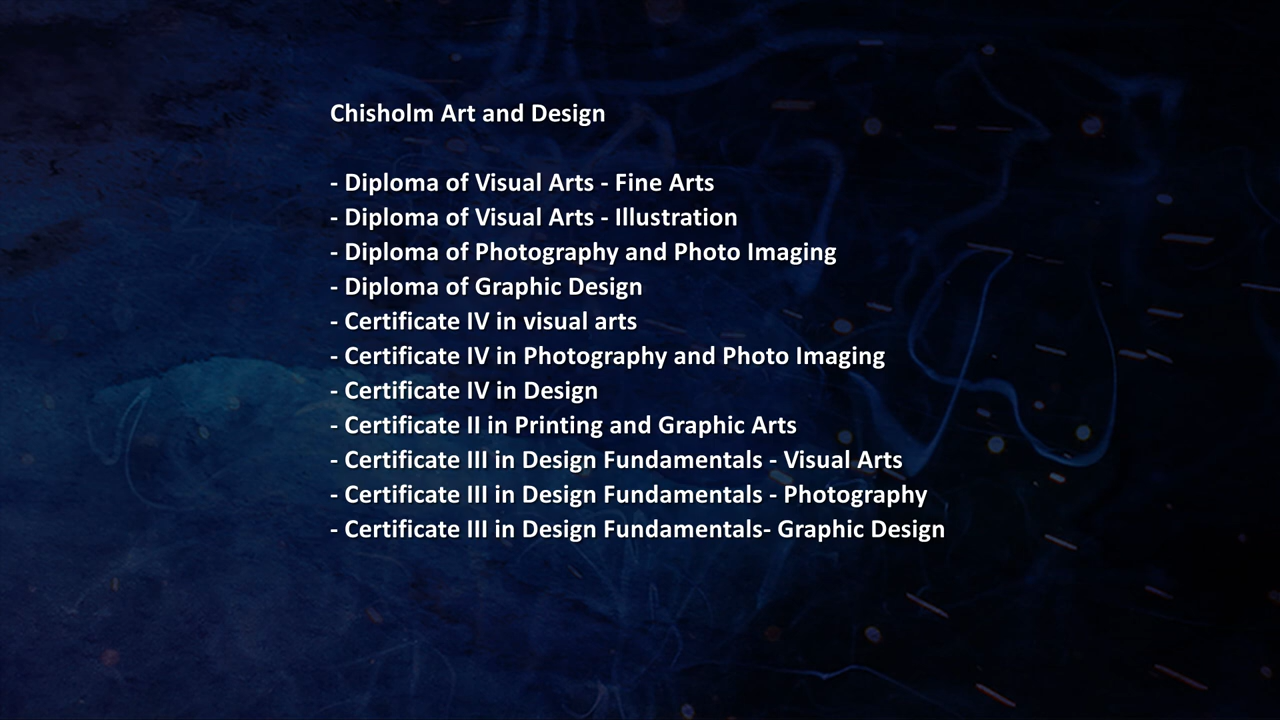 Chisholm Art and Design
- Diploma of Visual Arts - Fine Arts
- Diploma of Visual Arts - Illustration
- Diploma of Photography and Photo Imaging
- Diploma of Graphic Design
- Certificate IV in visual arts
- Certificate IV in Photography and Photo Imaging
- Certificate IV in Design
- Certificate II in Printing and Graphic Arts
- Certificate III in Design Fundamentals - Visual Arts
- Certificate III in Design Fundamentals - Photography
- Certificate III in Design Fundamentals- Graphic Design